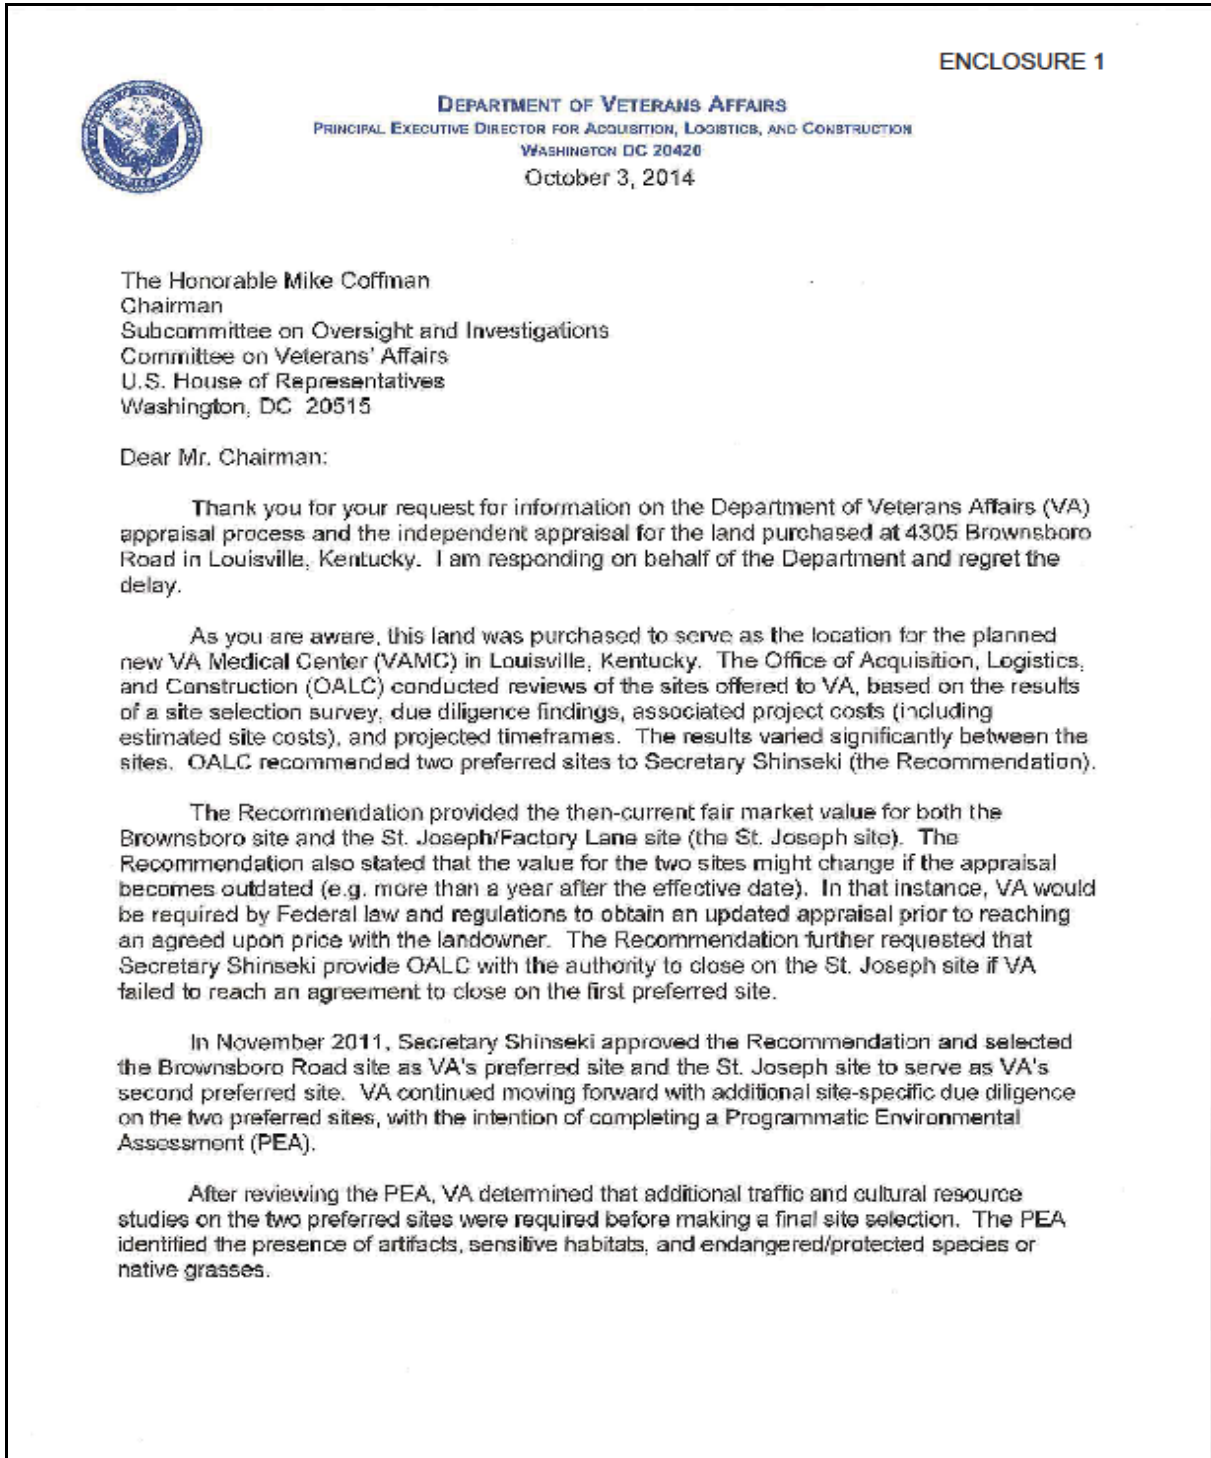 ENCLOSURE 1
DEPARTMENT OF VETERANS AFFAIRS
PRINCIPAL EXECUTIVE DIRECTOR FOR ACQUISITION, LOGISTICS, AND CONSTRUCTION
WASHINGTON DC 20420
October 3, 2014
The Honorable Mike Coffman
Chairman
Subcommittee on Oversight and Investigations
Committee on Veterans' Affairs
U.S. House of Representatives
Washington, DC 20515
Dear Mr. Chairman:
Thank you for your request for information on the Department of Veterans Affairs (VA)
appraisal process and the independent appraisal for the land purchased at 4305 Brownsboro
Road in Louisville, Kentucky. I am responding on behalf of the Department and regret the
delay.
As you are aware, this land was purchased to serve as the location for the planned
new VA Medical Center (VAMC) in Louisville, Kentucky. The Office of Acquisition, Logistics,
and Construction (OALC) conducted reviews of the sites offered to VA, based on the results
of a site selection survey, due diligence findings, associated project costs (including
estimated site costs), and projected timeframes. The results varied significantly between the
sites. OALC recommended two preferred sites to Secretary Shinseki (the Recommendation).
The Recommendation provided the then-current fair market value for both the
Brownsboro site and the St. Joseph/Factory Lane site (the St. Joseph site). The
Recommendation also stated that the value for the two sites might change if the appraisal
becomes outdated (e.g. more than a year after the effective date). In that instance, VA would
be required by Federal law and regulations to obtain an updated appraisal prior to reaching
an agreed upon price with the landowner. The Recommendation further requested that
Secretary Shinseki provide OALC with the authority to close on the St. Joseph site if VA
failed to reach an agreement to close on the first preferred site.
In November 2011, Secretary Shinseki approved the Recommendation and selected
the Brownsboro Road site as VA's preferred site and the St. Joseph site to serve as VA's
second preferred site. VA continued moving forward with additional site-specific due diligence
on the two preferred sites, with the intention of completing a Programmatic Environmental
Assessment (PEA).
After reviewing the PEA, VA determined that additional traffic and cultural resource
studies on the two preferred sites were required before making a final site selection. The PEA
identified the presence of artifacts, sensitive habitats, and endangered/protected species or
native grasses.